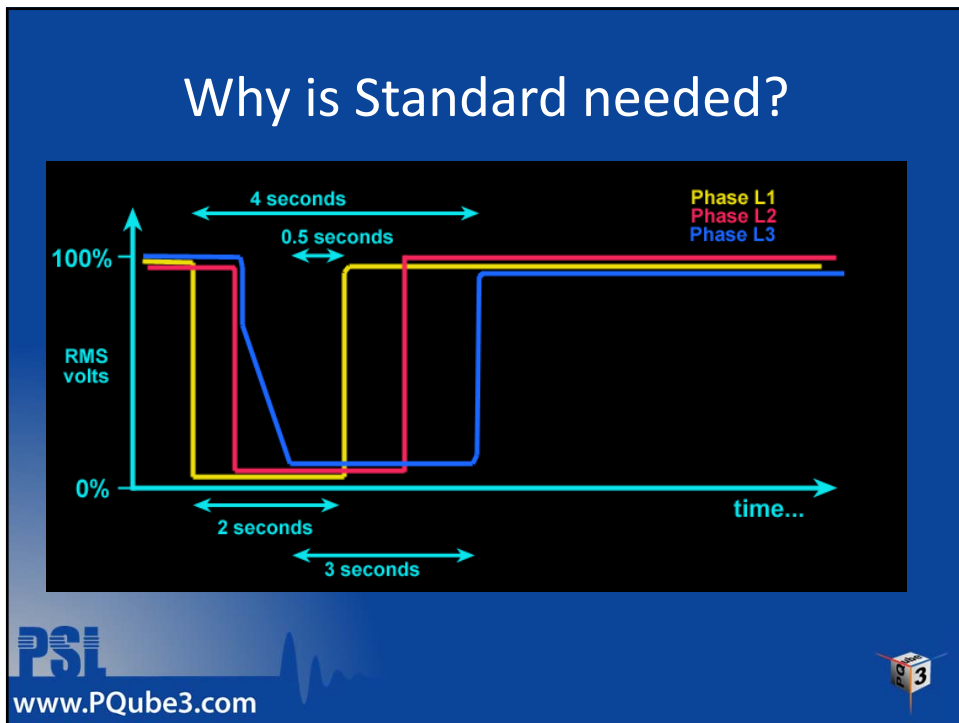 Why is Standard needed?
4 seconds
0.5 seconds
Phase L1
Phase L2
Phase L3
100%
RMS
volts
0%
time...
2 seconds
3 seconds
PSL
www.PQube3.com
PQube
3